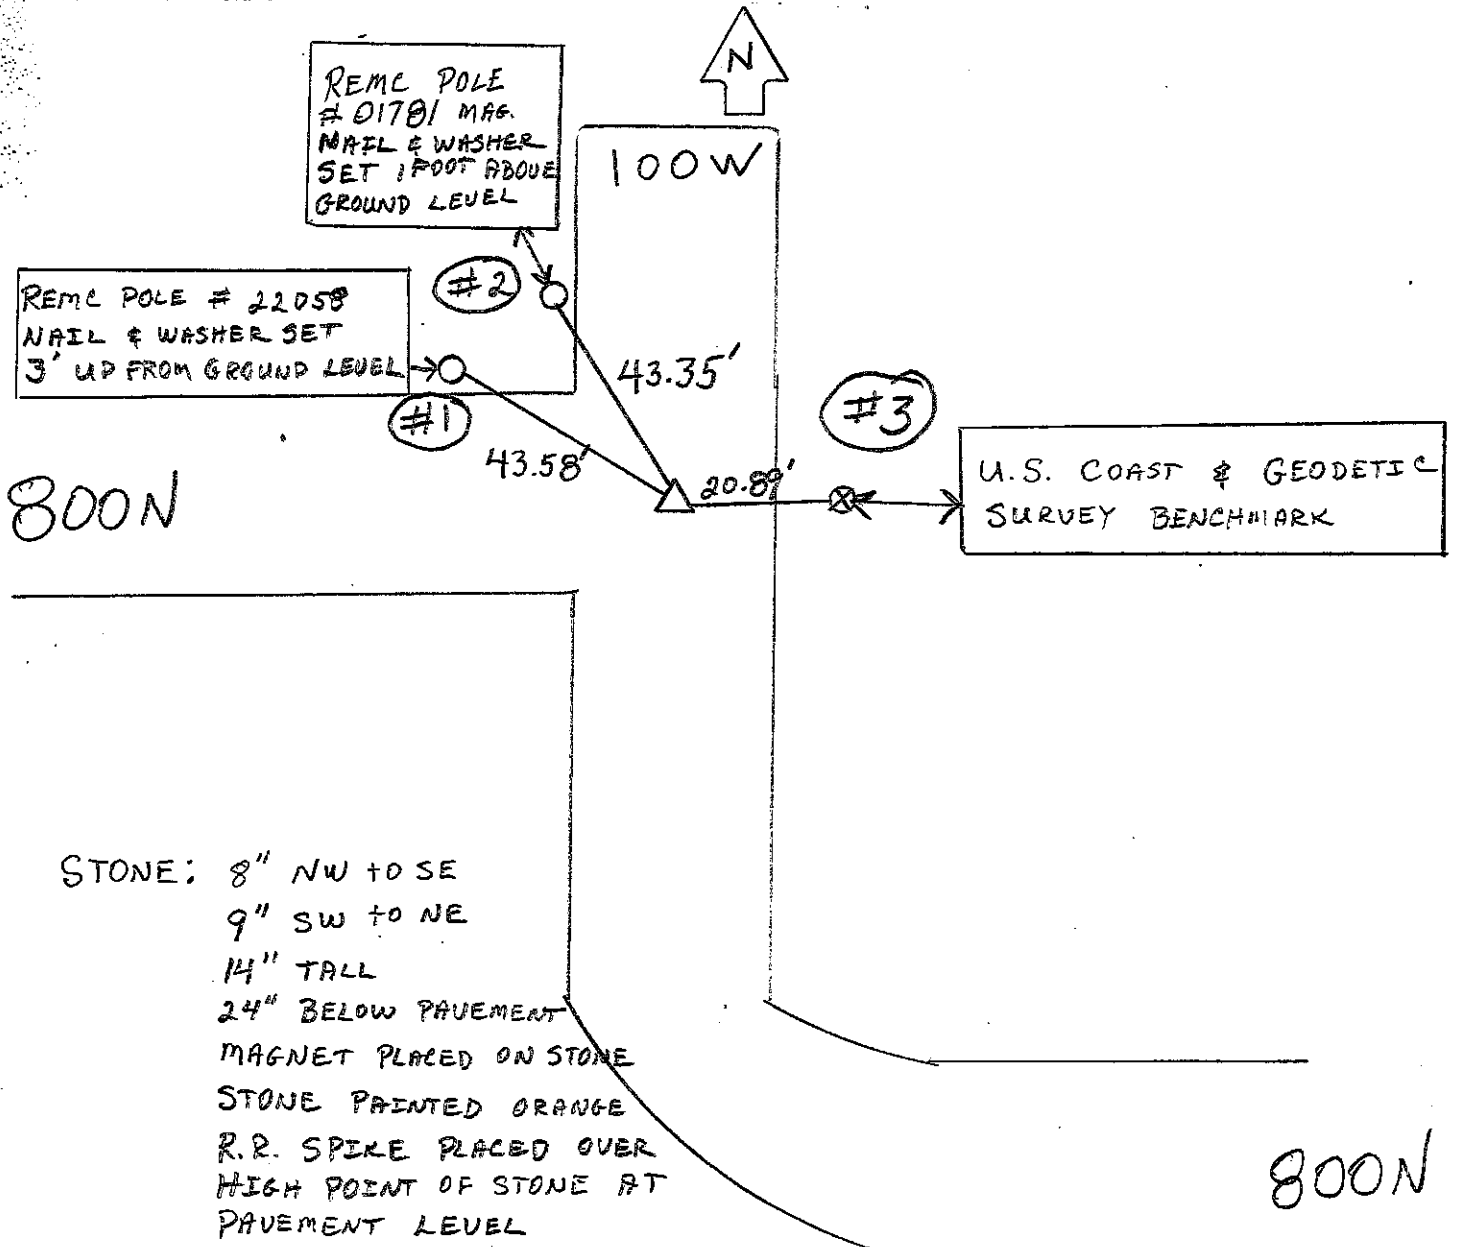 N
REMC POLE
# 01781 MAG.
NAIL & WASHER
SET 1 FOOT ABOVE
GROUND LEVEL
100W
#2
REMC POLE # 22058
NAIL & WASHER SET
3' UP FROM GROUND LEVEL
#1
43.35'
#3
43.58'
20.89'
U.S. COAST & GEODETIC
SURVEY BENCHMARK
800N
STONE: 8" NW to SE
9" SW to NE
14" TALL
24" BELOW PAVEMENT
MAGNET PLACED ON STONE
STONE PAINTED ORANGE
R.R. SPIKE PLACED OVER
HIGH POINT OF STONE AT
PAVEMENT LEVEL
800N